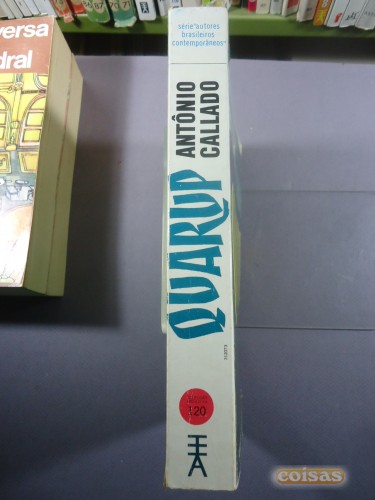 versa
dral
série "autores
brasileiros
contemporâneos"
ANTÔNIO
CALLADO
QUARUP
120
coisas